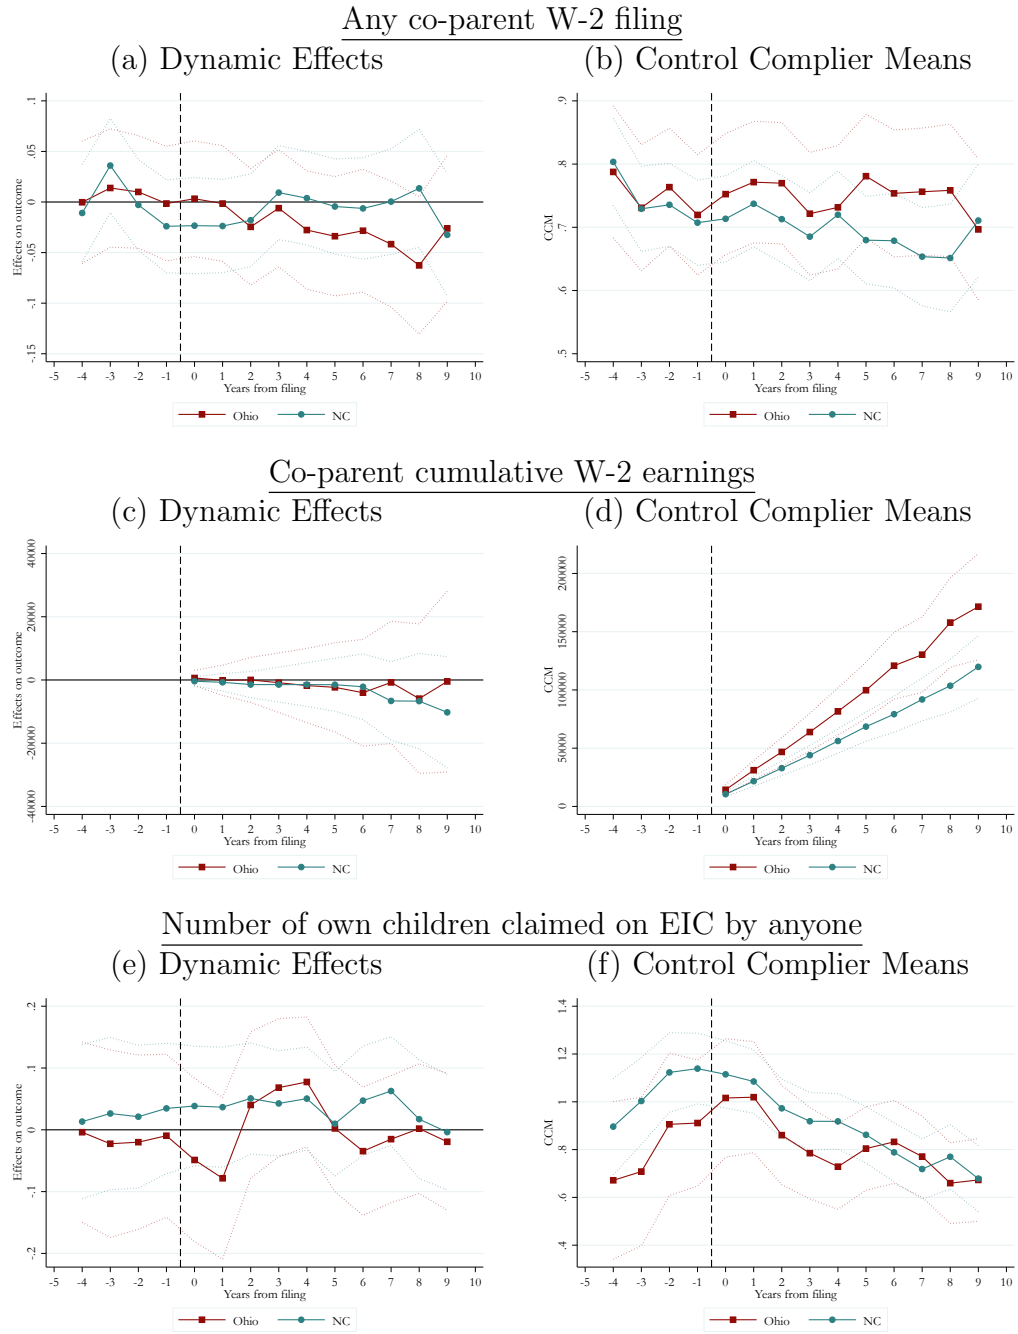 Any co-parent W-2 filing
(a) Dynamic Effects
(b) Control Complier Means
Effects on outcome
.1
.05
0
-.05
-.1
-.15
-5 -4 -3 -2 -1 0 1 2 3 4 5 6 7 8 9 10
Years from filing
Ohio NC
CCM
.9
.8
.7
.6
.5
-5 -4 -3 -2 -1 0 1 2 3 4 5 6 7 8 9 10
Years from filing
Ohio NC
Co-parent cumulative W-2 earnings
(c) Dynamic Effects
(d) Control Complier Means
Effects on outcome
40000
20000
0
-20000
-40000
-5 -4 -3 -2 -1 0 1 2 3 4 5 6 7 8 9 10
Years from filing
Ohio NC
CCM
200000
150000
100000
50000
0
-5 -4 -3 -2 -1 0 1 2 3 4 5 6 7 8 9 10
Years from filing
Ohio NC
Number of own children claimed on EIC by anyone
(e) Dynamic Effects
(f) Control Complier Means
Effects on outcome
.2
.1
0
-.1
-.2
-5 -4 -3 -2 -1 0 1 2 3 4 5 6 7 8 9 10
Years from filing
Ohio NC
CCM
1.4
1.2
1
.8
.6
.4
-5 -4 -3 -2 -1 0 1 2 3 4 5 6 7 8 9 10
Years from filing
Ohio NC